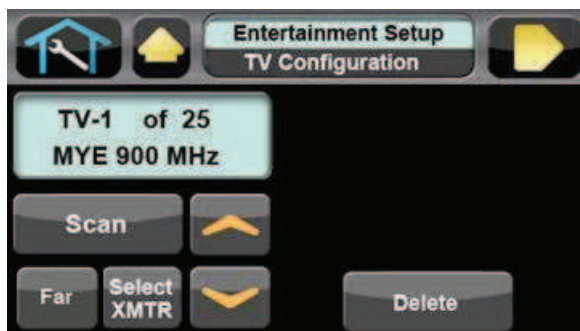 Entertainment Setup
TV Configuration
TV-1 of 25
MYE 900 MHz
Scan
Far
Select
XMTR
Delete